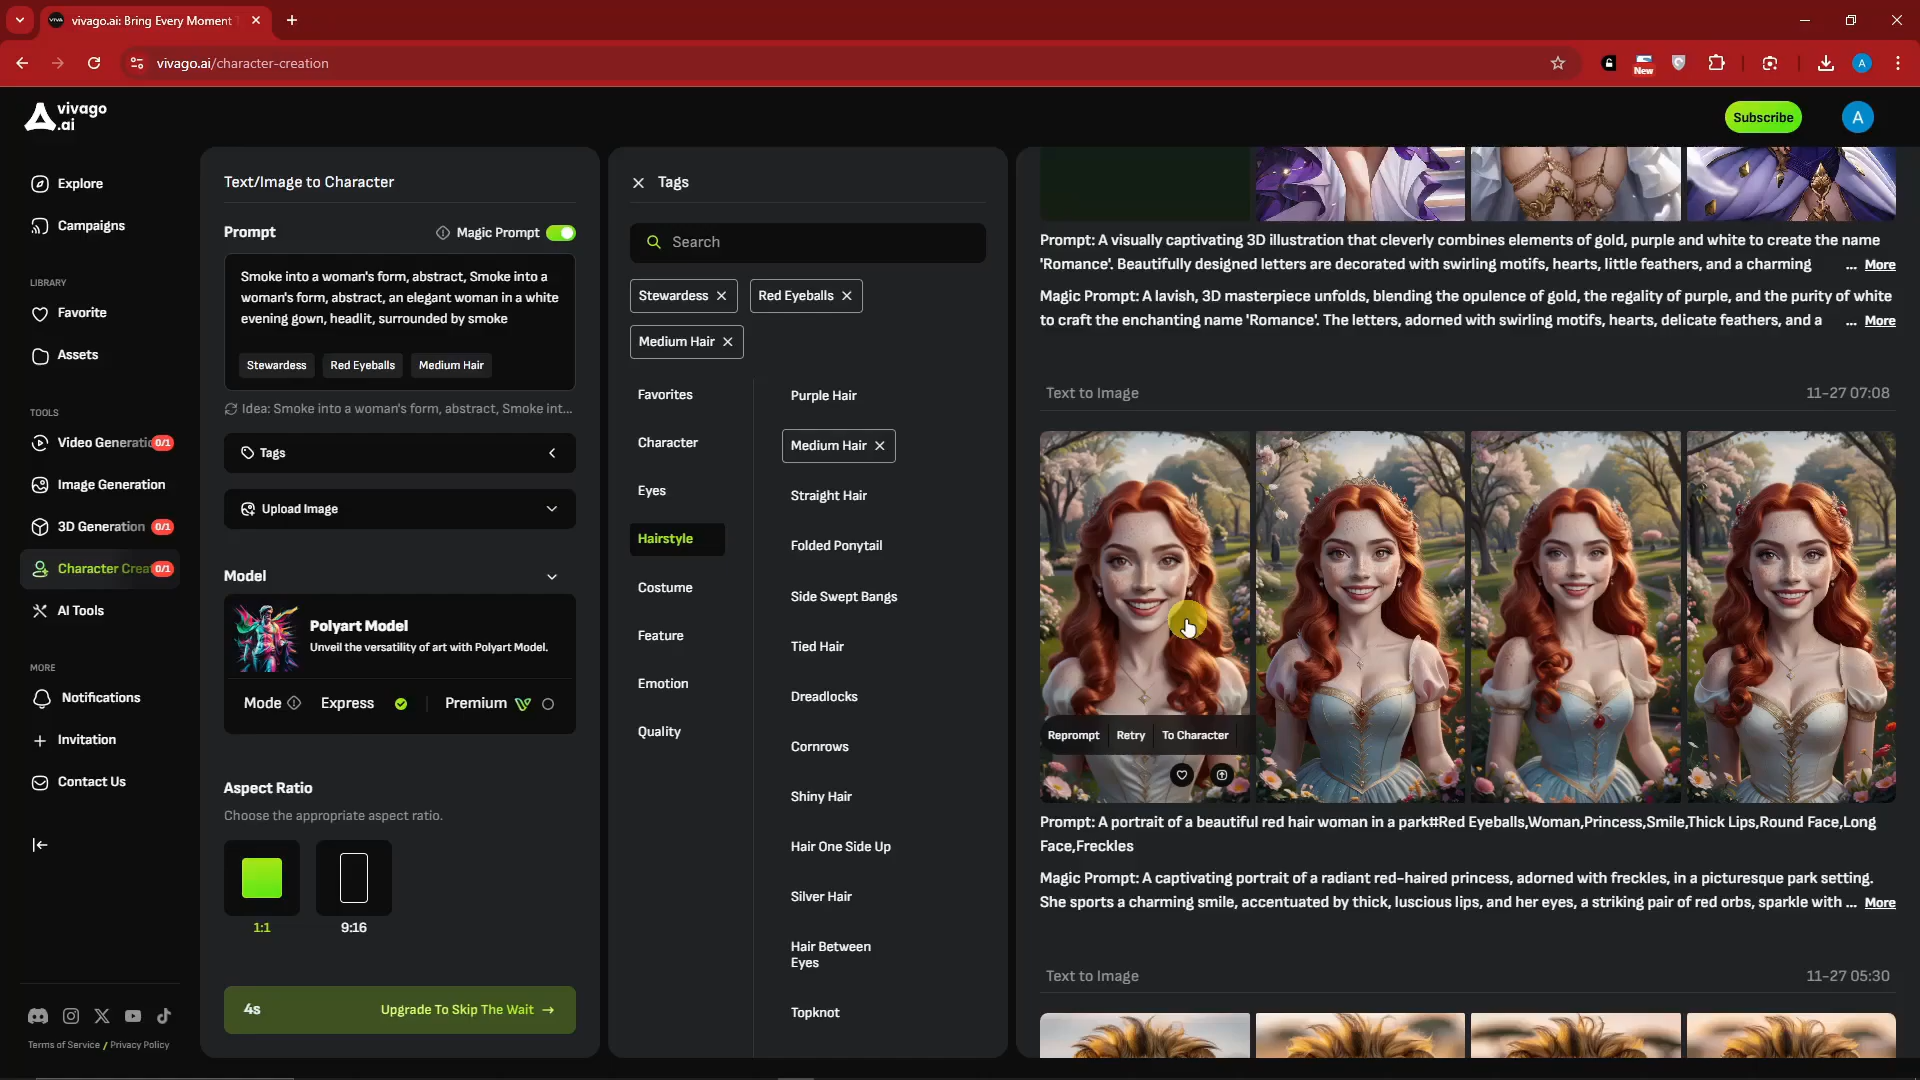 vivago.ai: Bring Every Moment
vivago.ai/character-creation
New
A
vivago
.ai
Subscribe
A
Explore
Campaigns
LIBRARY
Favorite
Assets
TOOLS
Video Generatio 0/1
Image Generation
3D Generation 0/1
Character Creat 0/1
AI Tools
MORE
Notifications
Invitation
Contact Us
Terms of Service / Privacy Policy
Text/Image to Character
Prompt
Magic Prompt
Smoke into a woman's form, abstract, Smoke into a
woman's form, abstract, an elegant woman in a white
evening gown, headlit, surrounded by smoke
Stewardess Red Eyeballs Medium Hair
Idea: Smoke into a woman's form, abstract, Smoke int...
Tags
Upload Image
Model
Polyart Model
Unveil the versatility of art with Polyart Model.
Mode Express Premium
Aspect Ratio
Choose the appropriate aspect ratio.
1:1 9:16
4s Upgrade To Skip The Wait →
Tags
Search
Stewardess Red Eyeballs
Medium Hair
Favorites
Character
Eyes
Hairstyle
Costume
Feature
Emotion
Quality
Purple Hair
Medium Hair
Straight Hair
Folded Ponytail
Side Swept Bangs
Tied Hair
Dreadlocks
Cornrows
Shiny Hair
Hair One Side Up
Silver Hair
Hair Between
Eyes
Topknot
Prompt: A visually captivating 3D illustration that cleverly combines elements of gold, purple and white to create the name
'Romance'. Beautifully designed letters are decorated with swirling motifs, hearts, little feathers, and a charming ... More
Magic Prompt: A lavish, 3D masterpiece unfolds, blending the opulence of gold, the regality of purple, and the purity of white
to craft the enchanting name 'Romance'. The letters, adorned with swirling motifs, hearts, delicate feathers, and a ... More
Text to Image 11-27 07:08
Reprompt Retry To Character
Prompt: A portrait of a beautiful red hair woman in a park#Red Eyeballs,Woman,Princess,Smile,Thick Lips,Round Face,Long
Face,Freckles
Magic Prompt: A captivating portrait of a radiant red-haired princess, adorned with freckles, in a picturesque park setting.
She sports a charming smile, accentuated by thick, luscious lips, and her eyes, a striking pair of red orbs, sparkle with ... More
Text to Image 11-27 05:30